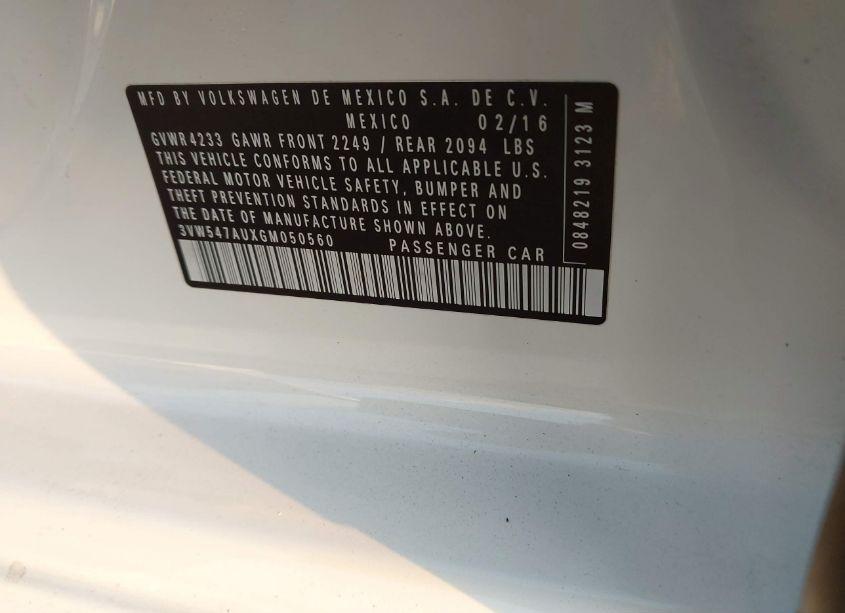 MFD BY VOLKSWAGEN DE MEXICO S.A. DE C.V.
MEXICO 02/16
GVWR 4233 GAWR FRONT 2249 / REAR 2094 LBS
THIS VEHICLE CONFORMS TO ALL APPLICABLE U.S.
FEDERAL MOTOR VEHICLE SAFETY, BUMPER AND
THEFT PREVENTION STANDARDS IN EFFECT ON
THE DATE OF MANUFACTURE SHOWN ABOVE.
3VW547AUXGM050560 PASSENGER CAR
0848219 3123 M